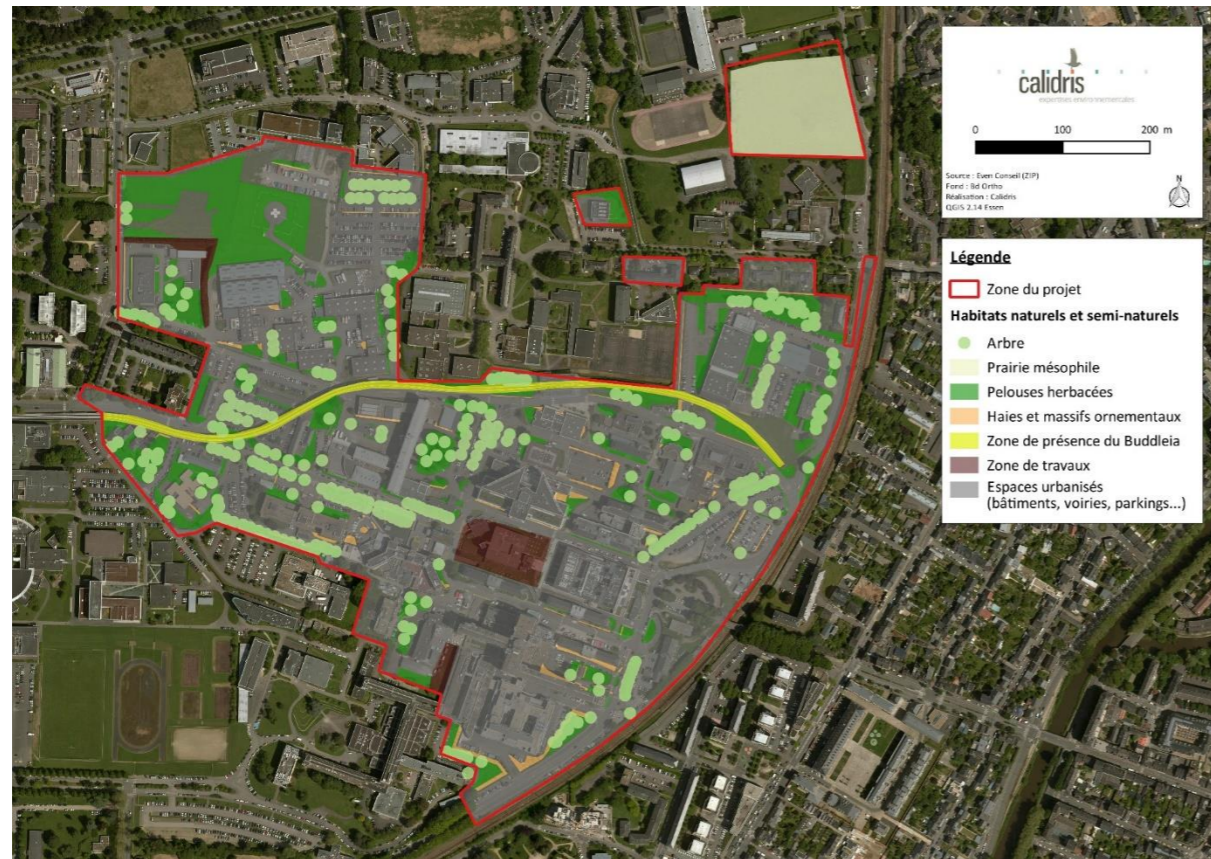 calidris
expertises environnementales
0 100 200 m
Source : Even Conseil (ZIP)
Fond : Bd Ortho
Réalisation : Calidris
QGIS 2.14 Essen
N
Légende
Zone du projet
Habitats naturels et semi-naturels
Arbre
Prairie mésophile
Pelouses herbacées
Haies et massifs ornementaux
Zone de présence du Buddleia
Zone de travaux
Espaces urbanisés
(bâtiments, voiries, parkings...)